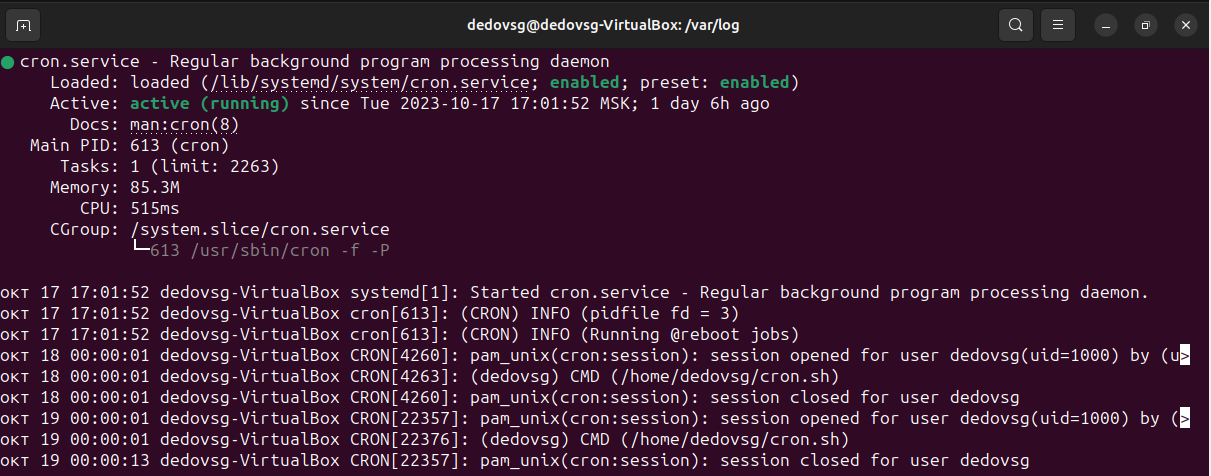 dedovsg@dedovsg-VirtualBox: /var/log
cron.service - Regular background program processing daemon
Loaded: loaded (/lib/systemd/system/cron.service; enabled; preset: enabled)
Active: active (running) since Tue 2023-10-17 17:01:52 MSK; 1 day 6h ago
Docs: man:cron(8)
Main PID: 613 (cron)
Tasks: 1 (limit: 2263)
Memory: 85.3M
CPU: 515ms
CGroup: /system.slice/cron.service
└─613 /usr/sbin/cron -f -P
окт 17 17:01:52 dedovsg-VirtualBox systemd[1]: Started cron.service - Regular background program processing daemon.
окт 17 17:01:52 dedovsg-VirtualBox cron[613]: (CRON) INFO (pidfile fd = 3)
окт 17 17:01:52 dedovsg-VirtualBox cron[613]: (CRON) INFO (Running @reboot jobs)
окт 18 00:00:01 dedovsg-VirtualBox CRON[4260]: pam_unix(cron:session): session opened for user dedovsg(uid=1000) by (u>
окт 18 00:00:01 dedovsg-VirtualBox CRON[4263]: (dedovsg) CMD (/home/dedovsg/cron.sh)
окт 18 00:00:01 dedovsg-VirtualBox CRON[4260]: pam_unix(cron:session): session closed for user dedovsg
окт 19 00:00:01 dedovsg-VirtualBox CRON[22357]: pam_unix(cron:session): session opened for user dedovsg(uid=1000) by (>
окт 19 00:00:01 dedovsg-VirtualBox CRON[22376]: (dedovsg) CMD (/home/dedovsg/cron.sh)
окт 19 00:00:13 dedovsg-VirtualBox CRON[22357]: pam_unix(cron:session): session closed for user dedovsg